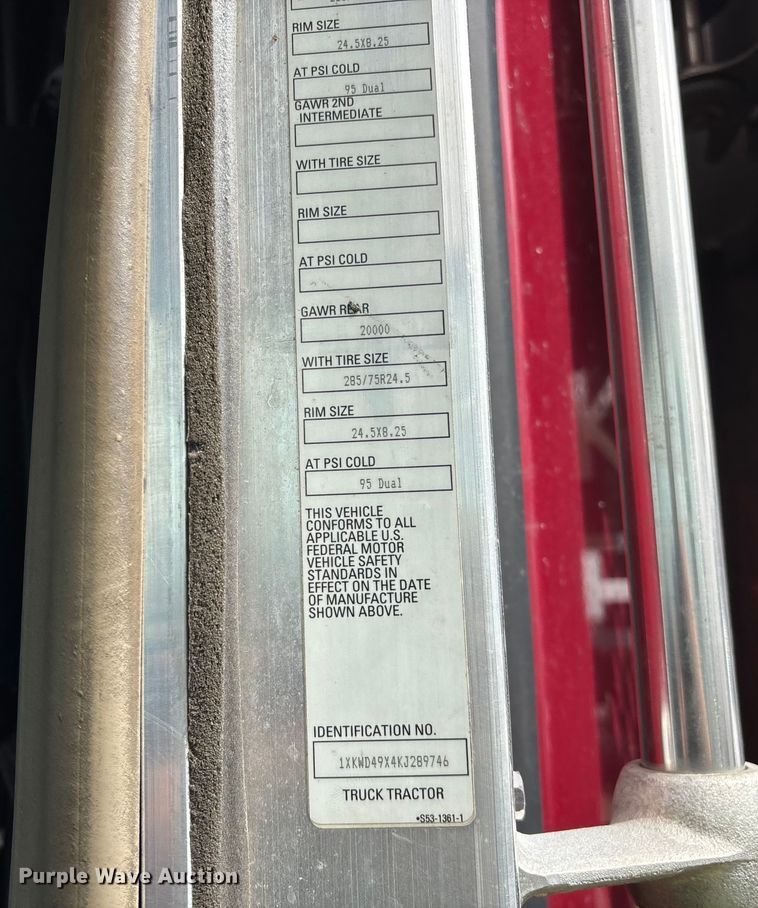 RIM SIZE
24.5X8.25
AT PSI COLD
95 Dual
GAWR 2ND
INTERMEDIATE
WITH TIRE SIZE
RIM SIZE
AT PSI COLD
GAWR REAR
20000
WITH TIRE SIZE
285/75R24.5
RIM SIZE
24.5X8.25
AT PSI COLD
95 Dual
THIS VEHICLE
CONFORMS TO ALL
APPLICABLE U.S.
FEDERAL MOTOR
VEHICLE SAFETY
STANDARDS IN
EFFECT ON THE DATE
OF MANUFACTURE
SHOWN ABOVE.
IDENTIFICATION NO.
1XKWD49X4KJ289746
TRUCK TRACTOR
*S53-1361-1
Purple Wave Auction